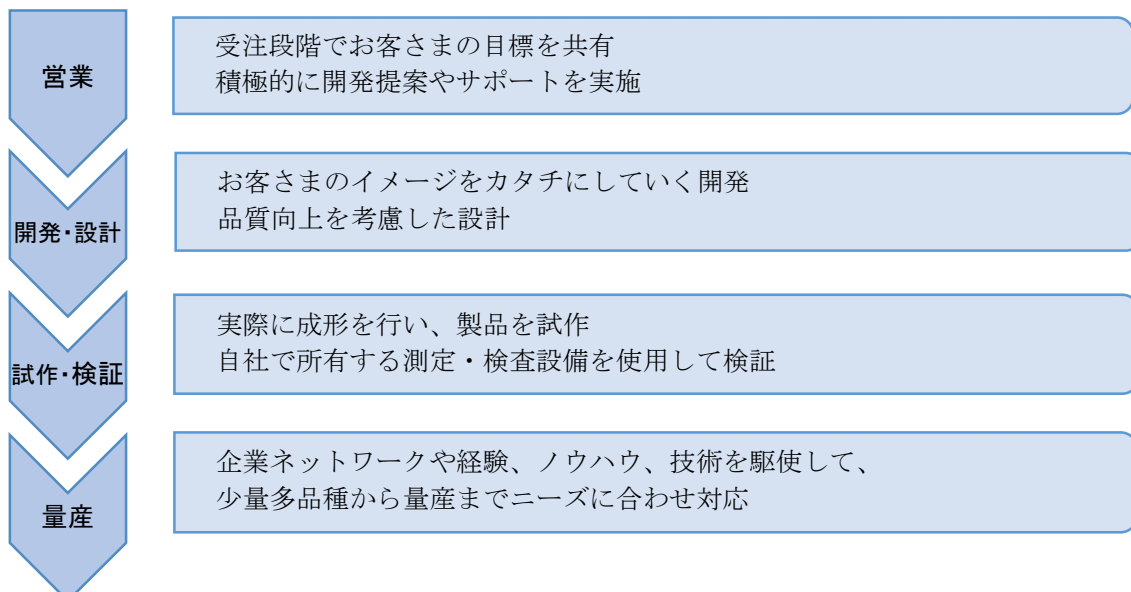 営業
受注段階でお客さまの目標を共有
積極的に開発提案やサポートを実施
開発・設計
お客さまのイメージをカタチにしていく開発
品質向上を考慮した設計
試作・検証
実際に成形を行い、製品を試作
自社で所有する測定・検査設備を使用して検証
量産
企業ネットワークや経験、ノウハウ、技術を駆使して、
少量多品種から量産までニーズに合わせ対応